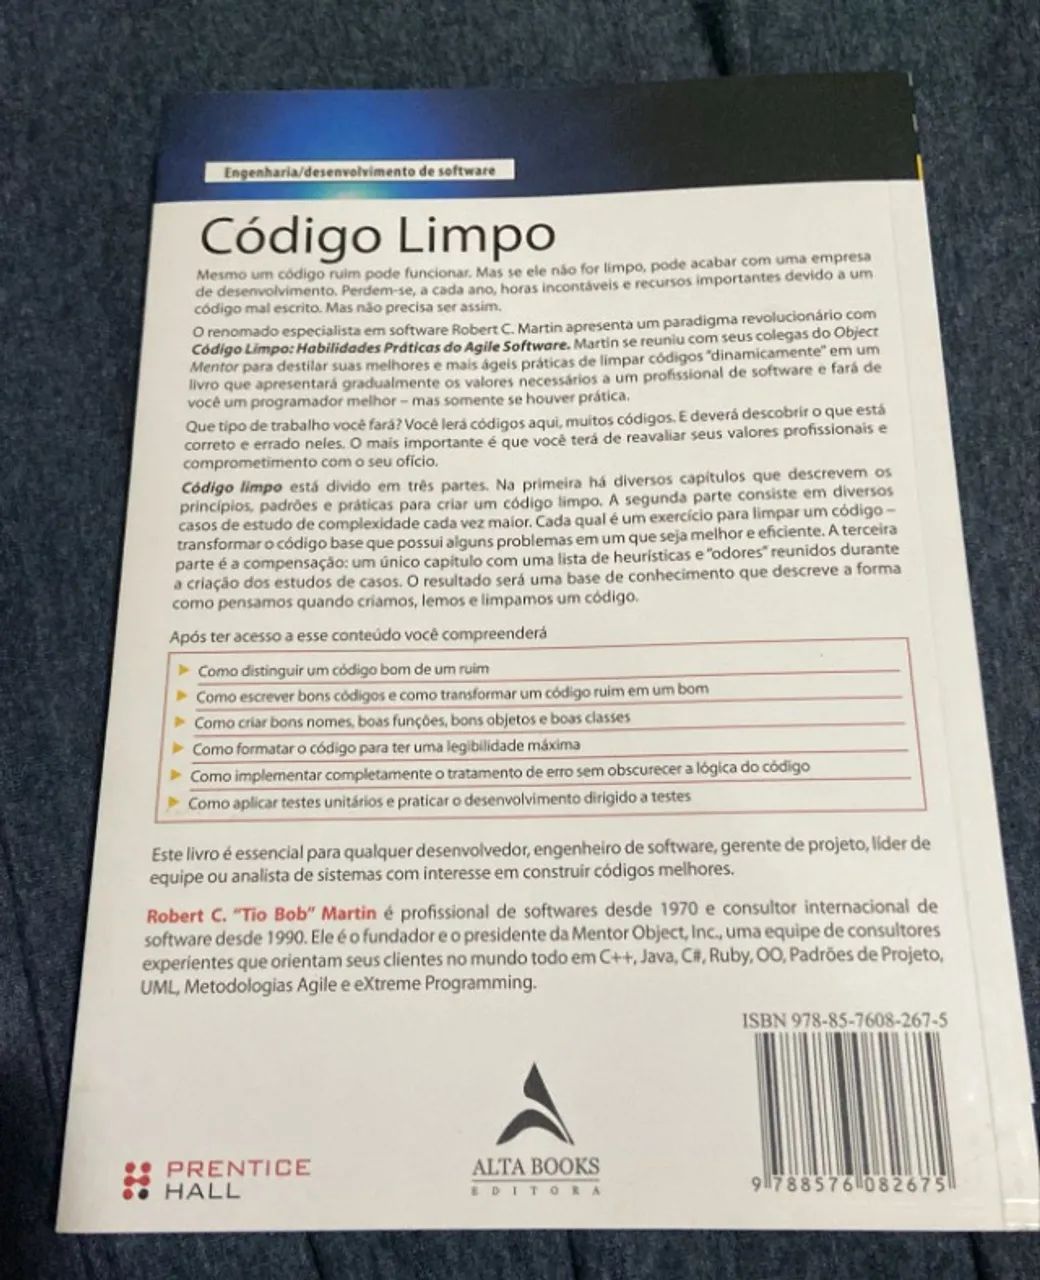 Engenharia/desenvolvimento de software
Código Limpo
Mesmo um código ruim pode funcionar. Mas se ele não for limpo, pode acabar com uma empresa
de desenvolvimento. Perdem-se, a cada ano, horas incontáveis e recursos importantes devido a um
código mal escrito. Mas não precisa ser assim.
O renomado especialista em software Robert C. Martin apresenta um paradigma revolucionário com
Código Limpo: Habilidades Práticas do Agile Software. Martin se reuniu com seus colegas do Object
Mentor para destilar suas melhores e mais ágeis práticas de limpar códigos "dinamicamente" em um
livro que apresentará gradualmente os valores necessários a um profissional de software e fará de
você um programador melhor – mas somente se houver prática.
Que tipo de trabalho você fará? Você lerá códigos aqui, muitos códigos. E deverá descobrir o que está
correto e errado neles. O mais importante é que você terá de reavaliar seus valores profissionais e
comprometimento com o seu ofício.
Código limpo está divido em três partes. Na primeira há diversos capítulos que descrevem os
princípios, padrões e práticas para criar um código limpo. A segunda parte consiste em diversos
casos de estudo de complexidade cada vez maior. Cada qual é um exercício para limpar um código –
transformar o código base que possui alguns problemas em um que seja melhor e eficiente. A terceira
parte é a compensação: um único capítulo com uma lista de heurísticas e "odores" reunidos durante
a criação dos estudos de casos. O resultado será uma base de conhecimento que descreve a forma
como pensamos quando criamos, lemos e limpamos um código.
Após ter acesso a esse conteúdo você compreenderá
Como distinguir um código bom de um ruim
Como escrever bons códigos e como transformar um código ruim em um bom
Como criar bons nomes, boas funções, bons objetos e boas classes
Como formatar o código para ter uma legibilidade máxima
Como implementar completamente o tratamento de erro sem obscurecer a lógica do código
Como aplicar testes unitários e praticar o desenvolvimento dirigido a testes
Este livro é essencial para qualquer desenvolvedor, engenheiro de software, gerente de projeto, líder de
equipe ou analista de sistemas com interesse em construir códigos melhores.
Robert C. "Tio Bob" Martin é profissional de softwares desde 1970 e consultor internacional de
software desde 1990. Ele é o fundador e o presidente da Mentor Object, Inc., uma equipe de consultores
experientes que orientam seus clientes no mundo todo em C++, Java, C#, Ruby, OO, Padrões de Projeto,
UML, Metodologias Agile e eXtreme Programming.
ISBN 978-85-7608-267-5
9 788576 082675
PRENTICE
HALL
ALTA BOOKS
EDITORA